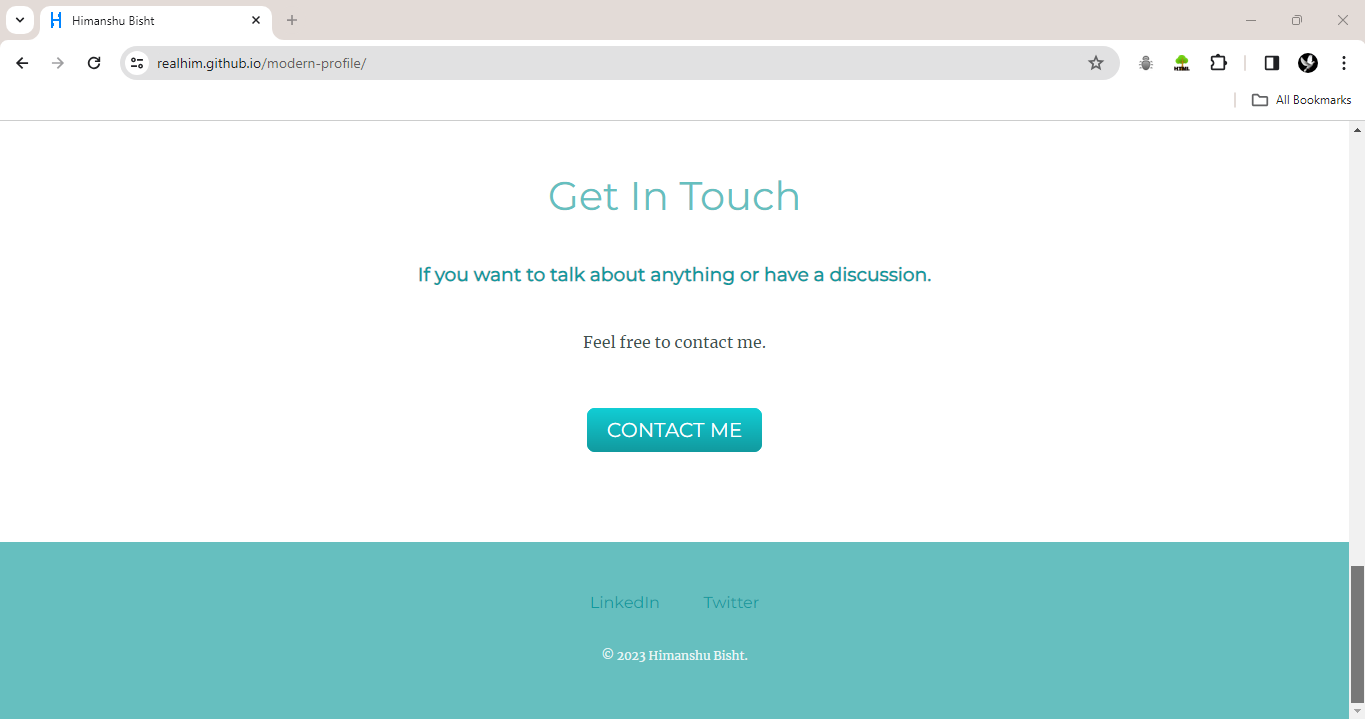 Himanshu Bisht
realhim.github.io/modern-profile/
HTML
All Bookmarks
Get In Touch
If you want to talk about anything or have a discussion.
Feel free to contact me.
CONTACT ME
LinkedIn Twitter
© 2023 Himanshu Bisht.